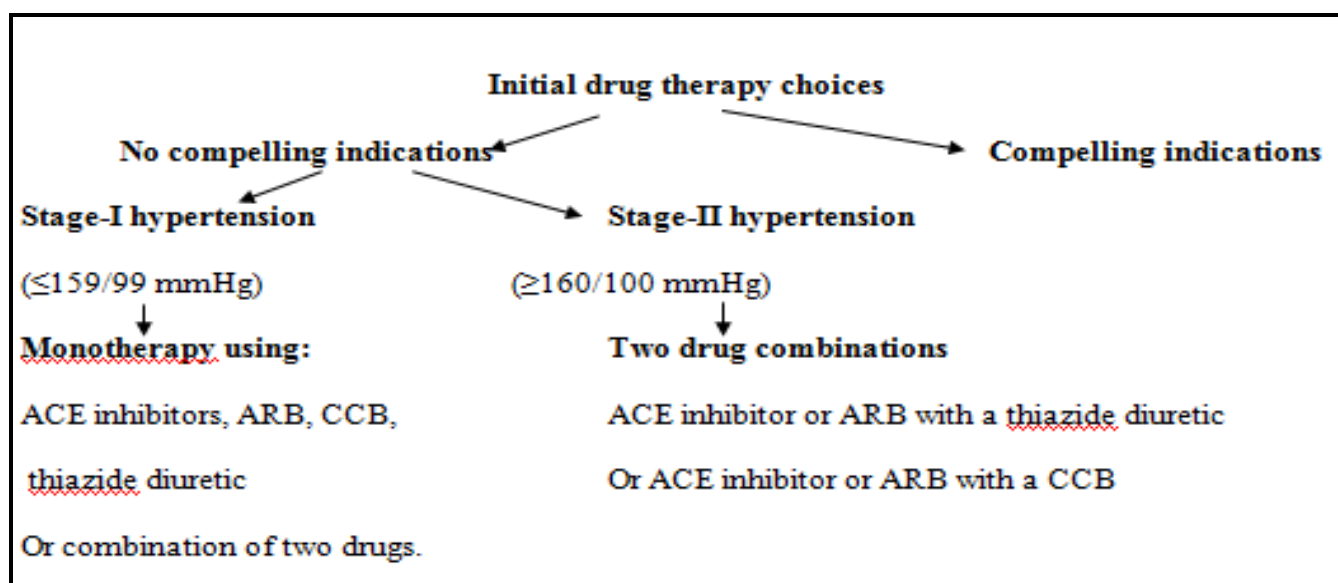 Initial drug therapy choices
No compelling indications Compelling indications
Stage-I hypertension Stage-II hypertension
(≤159/99 mmHg) (≥160/100 mmHg)
Monotherapy using: Two drug combinations
ACE inhibitors, ARB, CCB, ACE inhibitor or ARB with a thiazide diuretic
thiazide diuretic Or ACE inhibitor or ARB with a CCB
Or combination of two drugs.